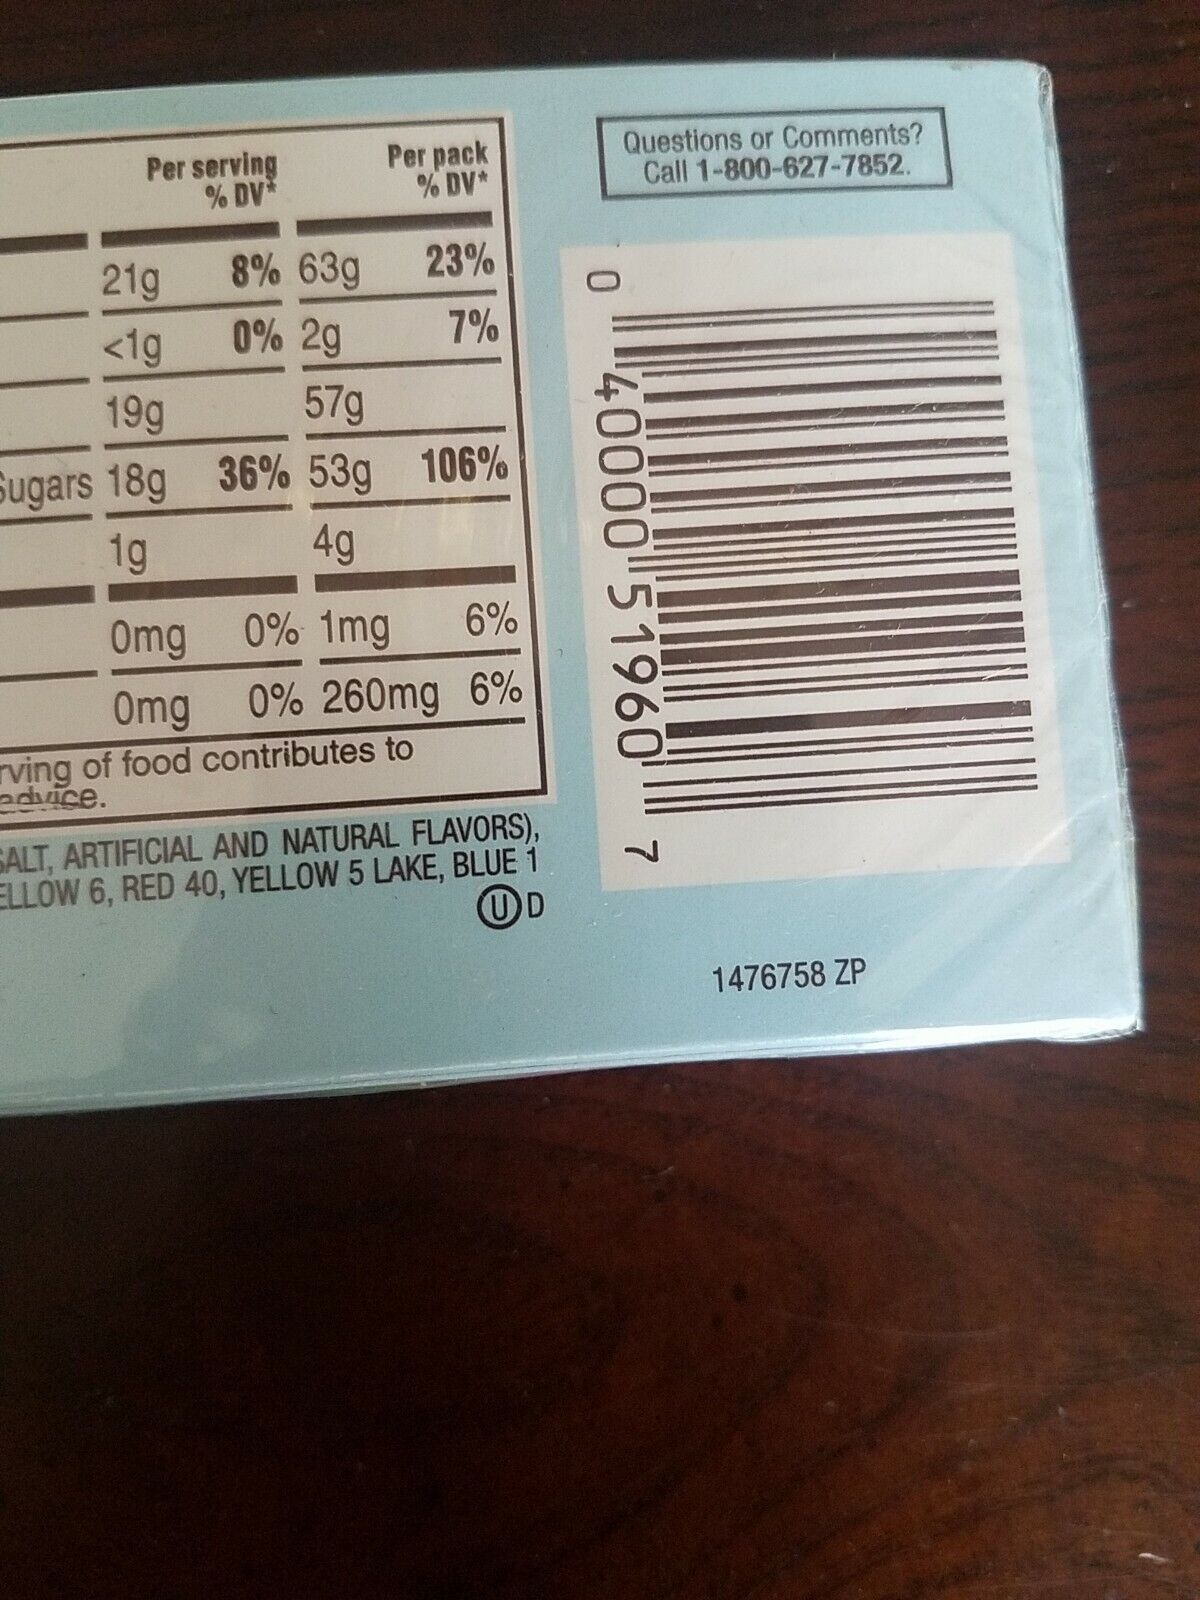 Per serving
% DV*
Per pack
% DV*
21g 8% 63g 23%
<1g 0% 2g 7%
19g 57g
Sugars 18g 36% 53g 106%
1g 4g
0mg 0% 1mg 6%
0mg 0% 260mg 6%
rving of food contributes to
advice.
SALT, ARTIFICIAL AND NATURAL FLAVORS),
ELLOW 6, RED 40, YELLOW 5 LAKE, BLUE 1
U D
Questions or Comments?
Call 1-800-627-7852.
0 40000 51960 7
1476758 ZP